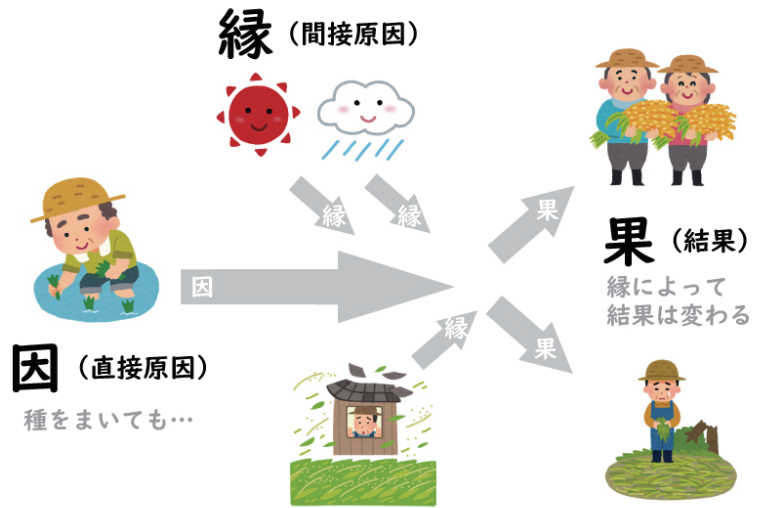 縁（間接原因）
縁
縁
因
因（直接原因）
種をまいても…
縁
果
果
果（結果）
縁によって
結果は変わる